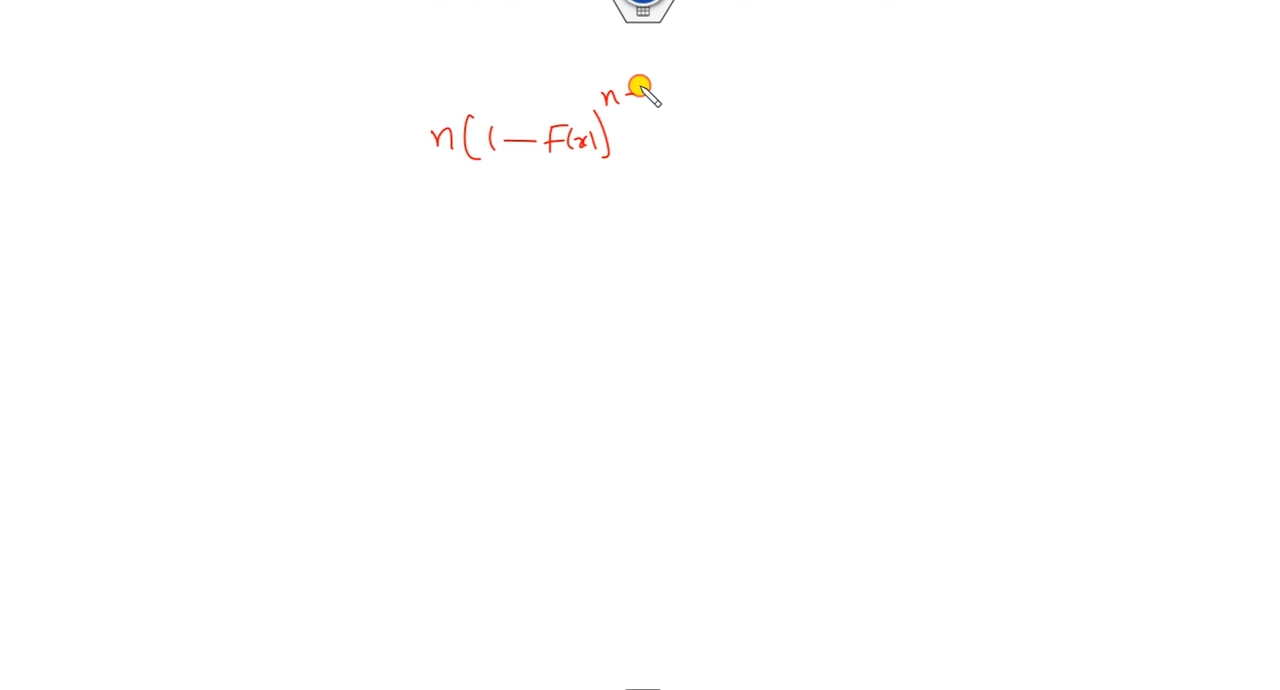 n(1 — F(x))^{n-